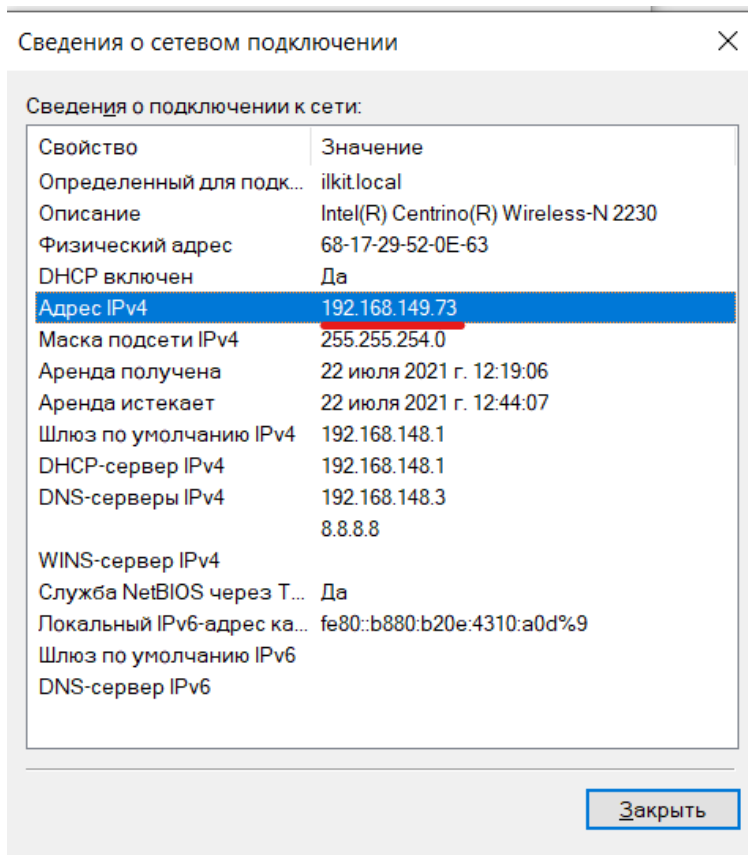 Сведения о сетевом подключении
Сведения о подключении к сети:
Свойство Значение
Определенный для подк... ilkit.local
Описание Intel(R) Centrino(R) Wireless-N 2230
Физический адрес 68-17-29-52-0E-63
DHCP включен Да
Адрес IPv4 192.168.149.73
Маска подсети IPv4 255.255.254.0
Аренда получена 22 июля 2021 г. 12:19:06
Аренда истекает 22 июля 2021 г. 12:44:07
Шлюз по умолчанию IPv4 192.168.148.1
DHCP-сервер IPv4 192.168.148.1
DNS-серверы IPv4 192.168.148.3
8.8.8.8
WINS-сервер IPv4
Служба NetBIOS через T... Да
Локальный IPv6-адрес ка... fe80::b880:b20e:4310:a0d%9
Шлюз по умолчанию IPv6
DNS-сервер IPv6
Закрыть